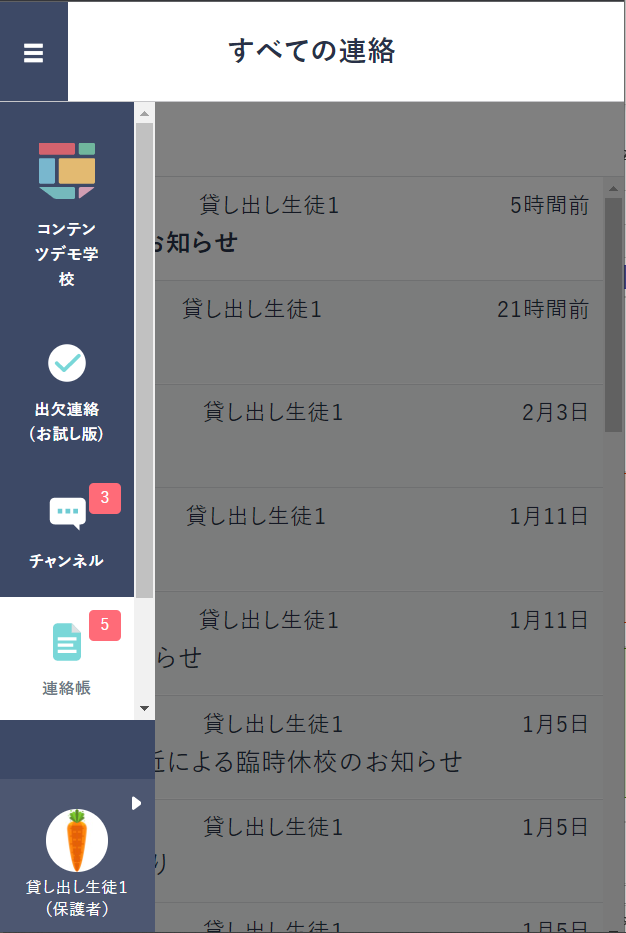 すべての連絡
コンテン
ツデモ学
校
出欠連絡
(お試し版)
3
チャンネル
5
連絡帳
貸し出し生徒1
(保護者)
貸し出し生徒1 5時間前
お知らせ
貸し出し生徒1 21時間前
貸し出し生徒1 2月3日
貸し出し生徒1 1月11日
貸し出し生徒1 1月11日
らせ
貸し出し生徒1 1月5日
近による臨時休校のお知らせ
貸し出し生徒1 1月5日
り
貸し出し生徒1 1月5日